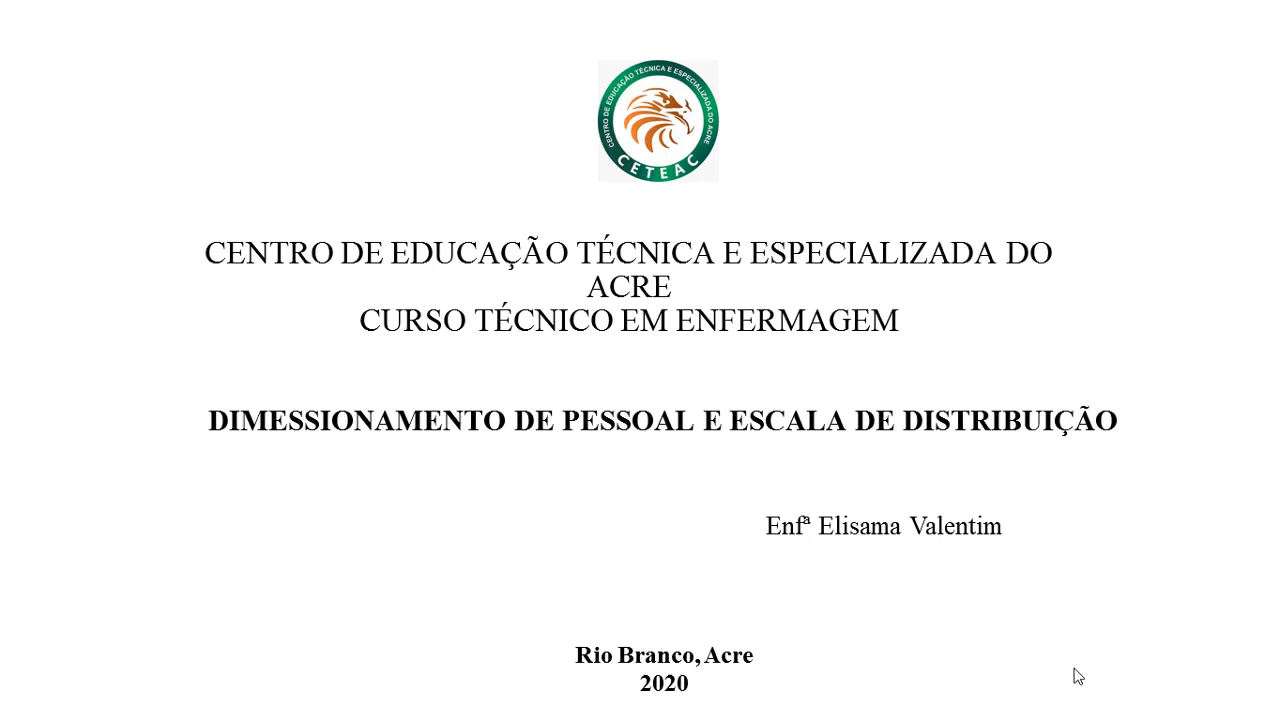 CENTRO DE EDUCAÇÃO TÉCNICA E ESPECIALIZADA DO ACRE
CETEAC
CENTRO DE EDUCAÇÃO TÉCNICA E ESPECIALIZADA DO
ACRE
CURSO TÉCNICO EM ENFERMAGEM
DIMESSIONAMENTO DE PESSOAL E ESCALA DE DISTRIBUIÇÃO
Enfª Elisama Valentim
Rio Branco, Acre
2020